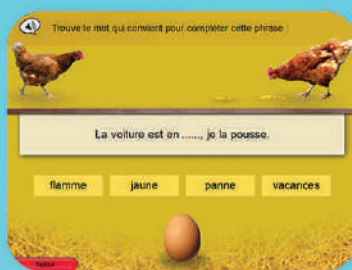 Trouve le mot qui convient pour compléter cette phrase :
La voiture est en ......, je la pousse.
flamme jaune panne vacances
Retour